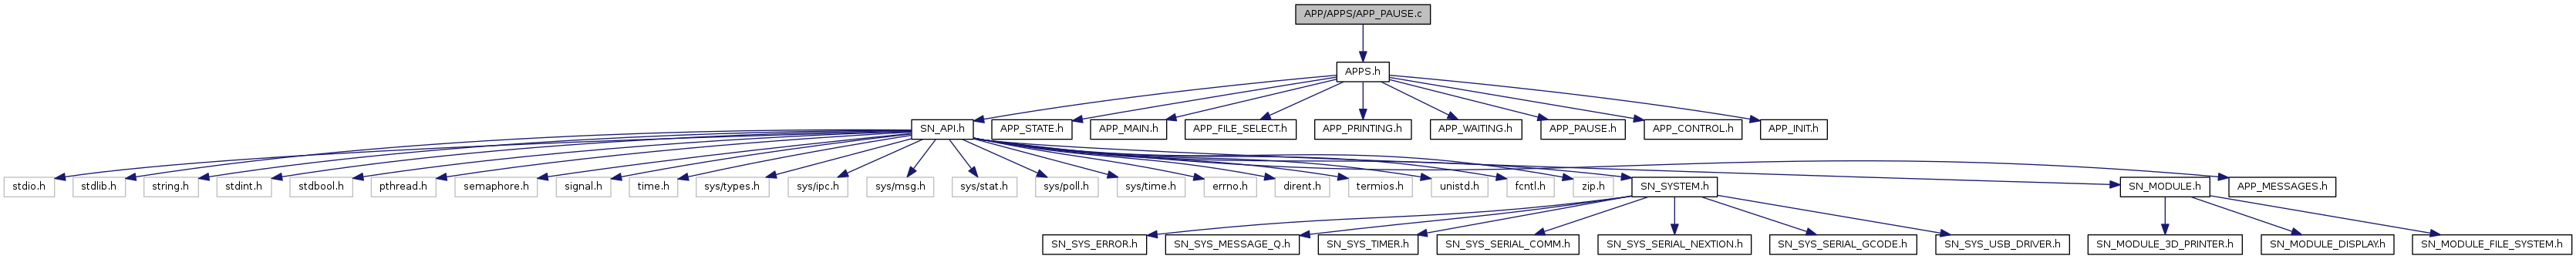 APP/APPS/APP_PAUSE.c
APPS.h
SN_API.h APP_STATE.h APP_MAIN.h APP_FILE_SELECT.h APP_PRINTING.h APP_WAITING.h APP_PAUSE.h APP_CONTROL.h APP_INIT.h
stdio.h stdlib.h string.h stdint.h stdbool.h pthread.h semaphore.h signal.h time.h sys/types.h sys/ipc.h sys/msg.h sys/stat.h sys/poll.h sys/time.h errno.h dirent.h termios.h unistd.h fcntl.h zip.h SN_SYSTEM.h SN_MODULE.h APP_MESSAGES.h
SN_SYS_ERROR.h SN_SYS_MESSAGE_Q.h SN_SYS_TIMER.h SN_SYS_SERIAL_COMM.h SN_SYS_SERIAL_NEXTION.h SN_SYS_SERIAL_GCODE.h SN_SYS_USB_DRIVER.h SN_MODULE_3D_PRINTER.h SN_MODULE_DISPLAY.h SN_MODULE_FILE_SYSTEM.h